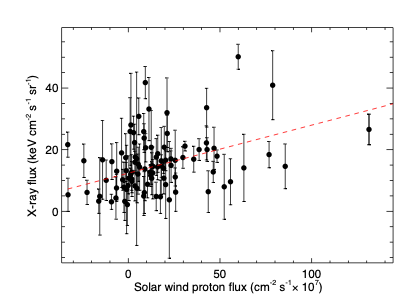 40
20
0
X-ray flux (keV cm⁻² s⁻¹ sr⁻¹)
0 50 100
Solar wind proton flux (cm⁻² s⁻¹× 10⁷)